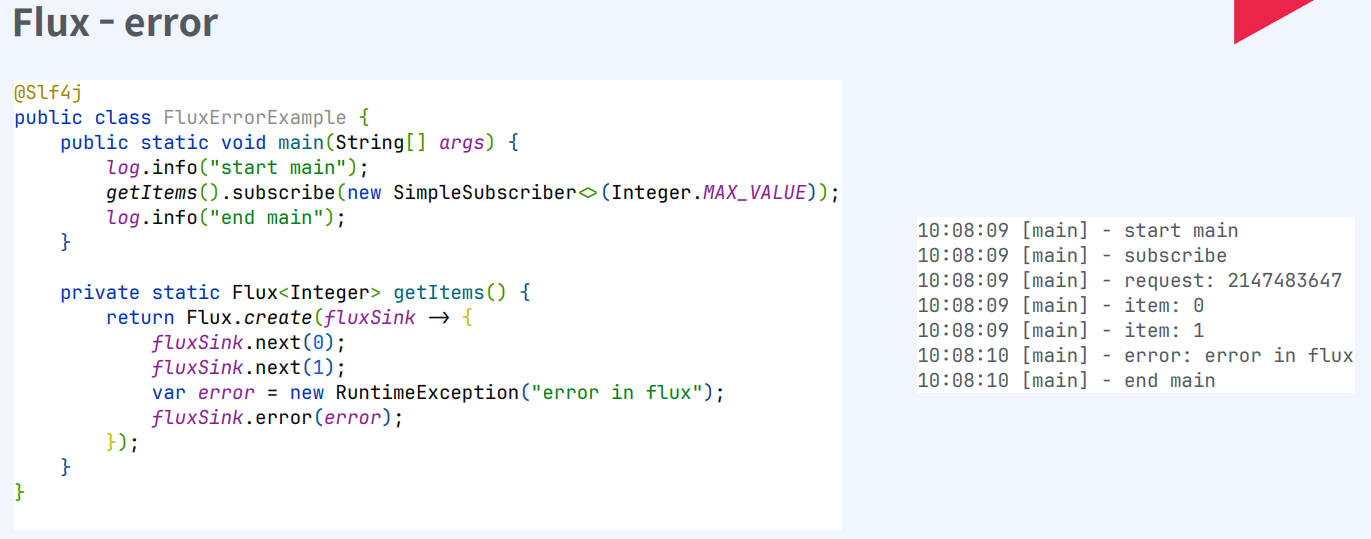 Flux - error
@Slf4j
public class FluxErrorExample {
    public static void main(String[] args) {
        log.info("start main");
        getItems().subscribe(new SimpleSubscriber<>(Integer.MAX_VALUE));
        log.info("end main");
    }

    private static Flux<Integer> getItems() {
        return Flux.create(fluxSink -> {
            fluxSink.next(0);
            fluxSink.next(1);
            var error = new RuntimeException("error in flux");
            fluxSink.error(error);
        });
    }
}
10:08:09 [main] - start main
10:08:09 [main] - subscribe
10:08:09 [main] - request: 2147483647
10:08:09 [main] - item: 0
10:08:09 [main] - item: 1
10:08:10 [main] - error: error in flux
10:08:10 [main] - end main